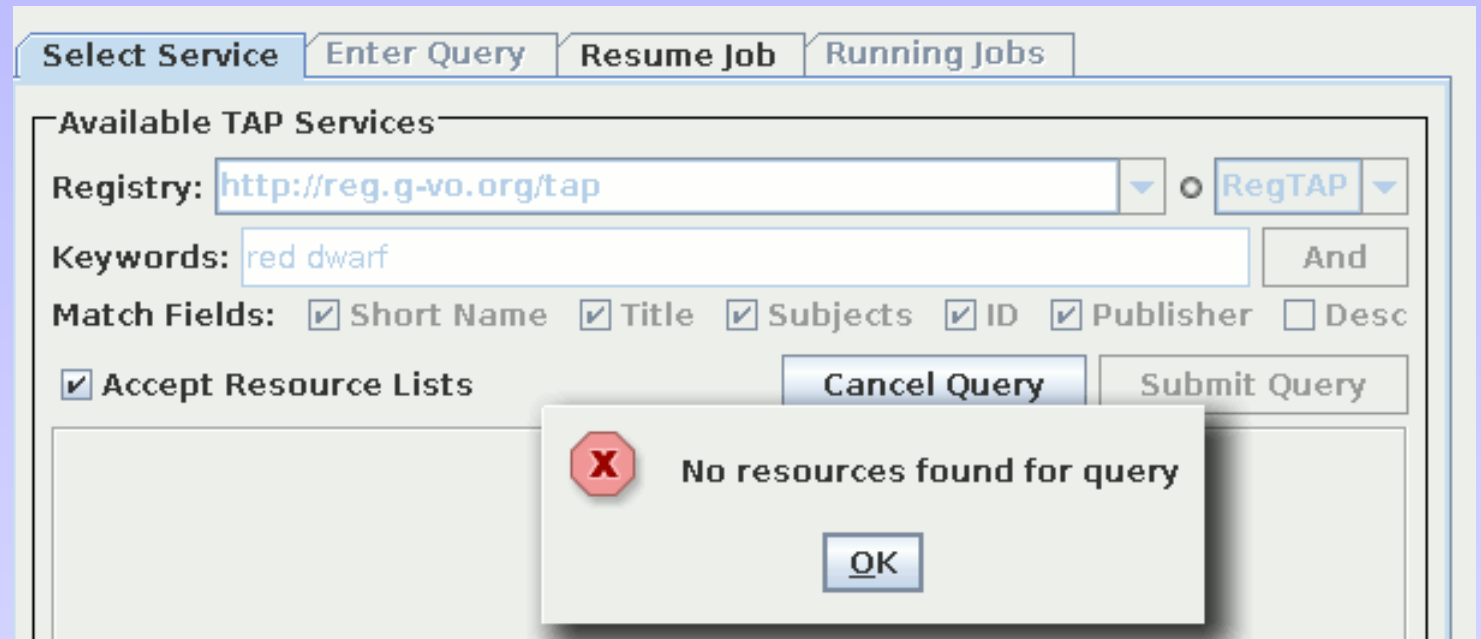 Select Service Enter Query Resume Job Running Jobs
Available TAP Services
Registry: http://reg.g-vo.org/tap RegTAP
Keywords: red dwarf And
Match Fields: Short Name Title Subjects ID Publisher Desc
Accept Resource Lists Cancel Query Submit Query
X No resources found for query
OK